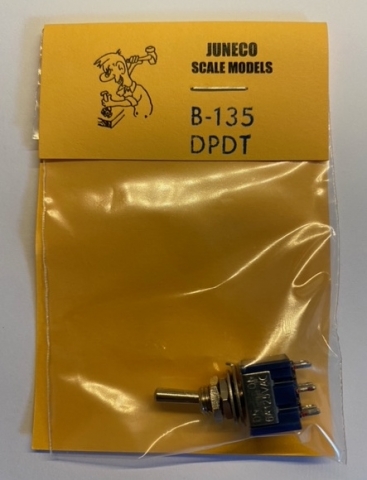 JUNECO
SCALE MODELS
B-135
DPDT